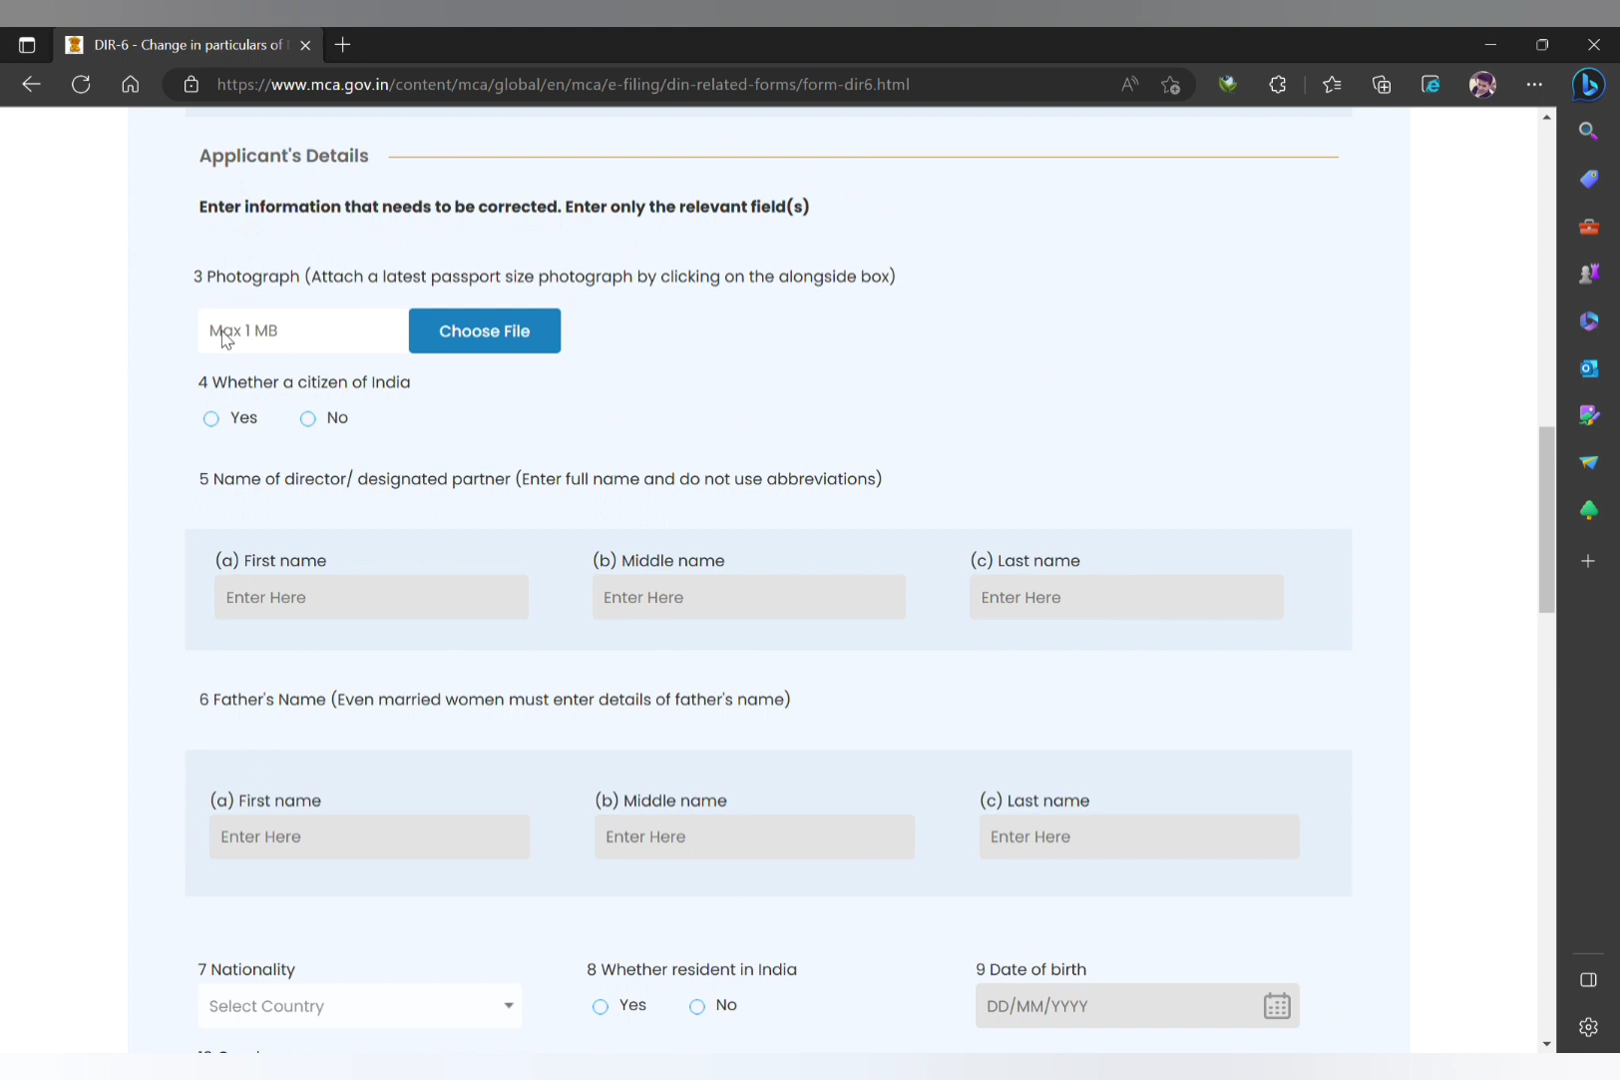 DIR-6 - Change in particulars of
https://www.mca.gov.in/content/mca/global/en/mca/e-filing/din-related-forms/form-dir6.html
Applicant's Details
Enter information that needs to be corrected. Enter only the relevant field(s)
3 Photograph (Attach a latest passport size photograph by clicking on the alongside box)
Max 1 MB
Choose File
4 Whether a citizen of India
Yes No
5 Name of director/ designated partner (Enter full name and do not use abbreviations)
(a) First name (b) Middle name (c) Last name
Enter Here Enter Here Enter Here
6 Father's Name (Even married women must enter details of father's name)
(a) First name (b) Middle name (c) Last name
Enter Here Enter Here Enter Here
7 Nationality 8 Whether resident in India 9 Date of birth
Select Country Yes No DD/MM/YYYY